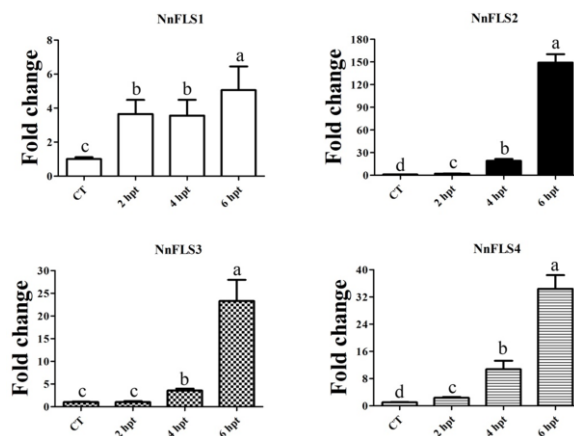 NnFLS1
Fold change
8
6
4
2
0
c
b
b
a
CT
2 hpt
4 hpt
6 hpt
NnFLS2
Fold change
180
150
120
90
60
30
0
d
c
b
a
CT
2 hpt
4 hpt
6 hpt
NnFLS3
Fold change
30
25
20
15
10
5
0
c
c
b
a
CT
2 hpt
4 hpt
6 hpt
NnFLS4
Fold change
40
32
24
16
8
0
d
c
b
a
CT
2 hpt
4 hpt
6 hpt